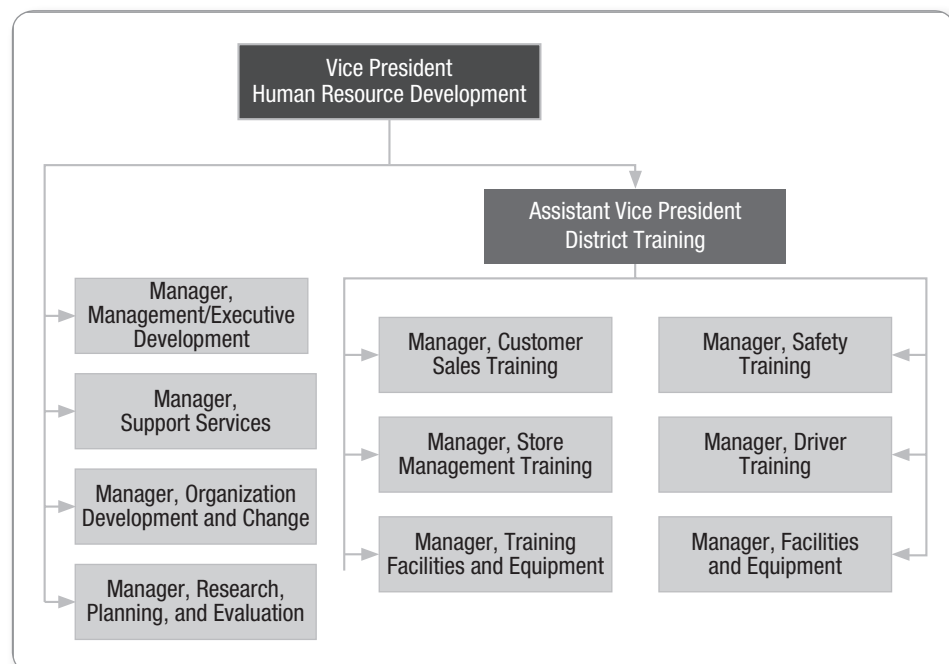 Vice President
Human Resource Development
Assistant Vice President
District Training
Manager,
Management/Executive
Development
Manager,
Support Services
Manager, Organization
Development and Change
Manager, Research,
Planning, and Evaluation
Manager, Customer
Sales Training
Manager, Store
Management Training
Manager, Training
Facilities and Equipment
Manager, Safety
Training
Manager, Driver
Training
Manager, Facilities
and Equipment